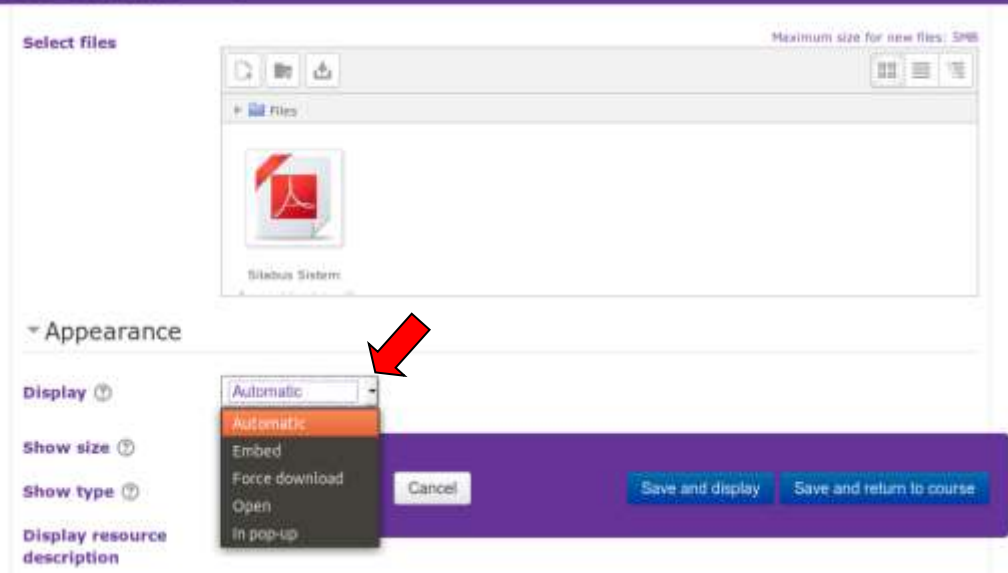 Select files
Maximum size for new files: 5MB
Files
Silabus Sistem
Appearance
Display
Automatic
Automatic
Embed
Force download
Open
In pop-up
Show size
Show type
Cancel
Save and display
Save and return to course
Display resource
description